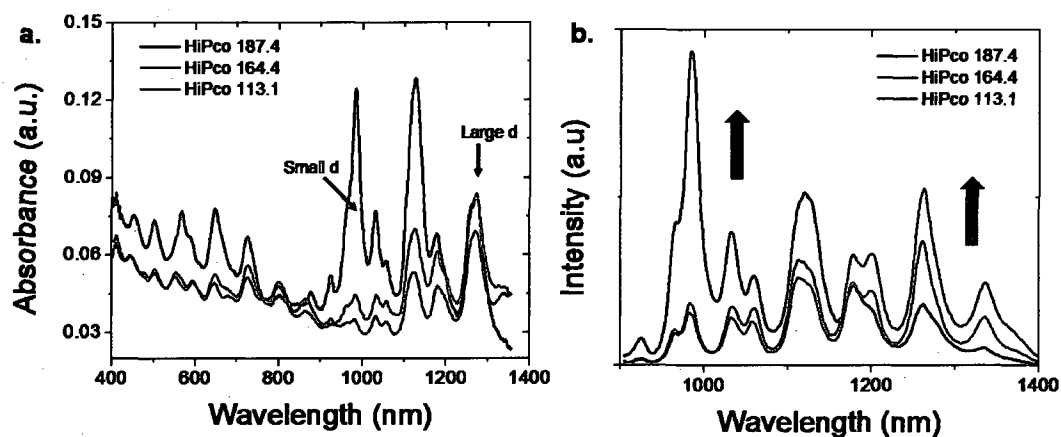 a.
HiPco 187.4
HiPco 164.4
HiPco 113.1
Small d
Large d
0.15
0.12
0.09
0.06
0.03
Absorbance (a.u.)
400 600 800 1000 1200 1400
Wavelength (nm)
b.
HiPco 187.4
HiPco 164.4
HiPco 113.1
Intensity (a.u)
1000 1200 1400
Wavelength (nm)